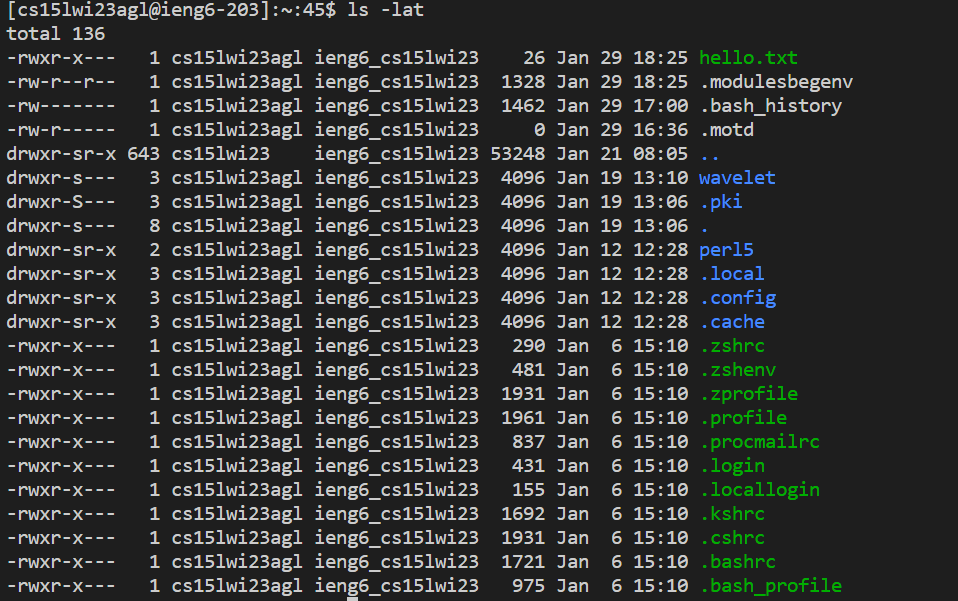 [cs15lwi23agl@ieng6-203]:~:45$ ls -lat
total 136
-rwxr-x---   1 cs15lwi23agl ieng6_cs15lwi23    26 Jan 29 18:25 hello.txt
-rw-r--r--   1 cs15lwi23agl ieng6_cs15lwi23  1328 Jan 29 18:25 .modulesbegenv
-rw-------   1 cs15lwi23agl ieng6_cs15lwi23  1462 Jan 29 17:00 .bash_history
-rw-r-----   1 cs15lwi23agl ieng6_cs15lwi23     0 Jan 29 16:36 .motd
drwxr-sr-x 643 cs15lwi23    ieng6_cs15lwi23 53248 Jan 21 08:05 ..
drwxr-s---   3 cs15lwi23agl ieng6_cs15lwi23  4096 Jan 19 13:10 wavelet
drwxr-S---   3 cs15lwi23agl ieng6_cs15lwi23  4096 Jan 19 13:06 .pki
drwxr-s---   8 cs15lwi23agl ieng6_cs15lwi23  4096 Jan 19 13:06 .
drwxr-sr-x   2 cs15lwi23agl ieng6_cs15lwi23  4096 Jan 12 12:28 perl5
drwxr-sr-x   3 cs15lwi23agl ieng6_cs15lwi23  4096 Jan 12 12:28 .local
drwxr-sr-x   3 cs15lwi23agl ieng6_cs15lwi23  4096 Jan 12 12:28 .config
drwxr-sr-x   3 cs15lwi23agl ieng6_cs15lwi23  4096 Jan 12 12:28 .cache
-rwxr-x---   1 cs15lwi23agl ieng6_cs15lwi23   290 Jan  6 15:10 .zshrc
-rwxr-x---   1 cs15lwi23agl ieng6_cs15lwi23   481 Jan  6 15:10 .zshenv
-rwxr-x---   1 cs15lwi23agl ieng6_cs15lwi23  1931 Jan  6 15:10 .zprofile
-rwxr-x---   1 cs15lwi23agl ieng6_cs15lwi23  1961 Jan  6 15:10 .profile
-rwxr-x---   1 cs15lwi23agl ieng6_cs15lwi23   837 Jan  6 15:10 .procmailrc
-rwxr-x---   1 cs15lwi23agl ieng6_cs15lwi23   431 Jan  6 15:10 .login
-rwxr-x---   1 cs15lwi23agl ieng6_cs15lwi23   155 Jan  6 15:10 .locallogin
-rwxr-x---   1 cs15lwi23agl ieng6_cs15lwi23  1692 Jan  6 15:10 .kshrc
-rwxr-x---   1 cs15lwi23agl ieng6_cs15lwi23  1931 Jan  6 15:10 .cshrc
-rwxr-x---   1 cs15lwi23agl ieng6_cs15lwi23  1721 Jan  6 15:10 .bashrc
-rwxr-x---   1 cs15lwi23agl ieng6_cs15lwi23   975 Jan  6 15:10 .bash_profile